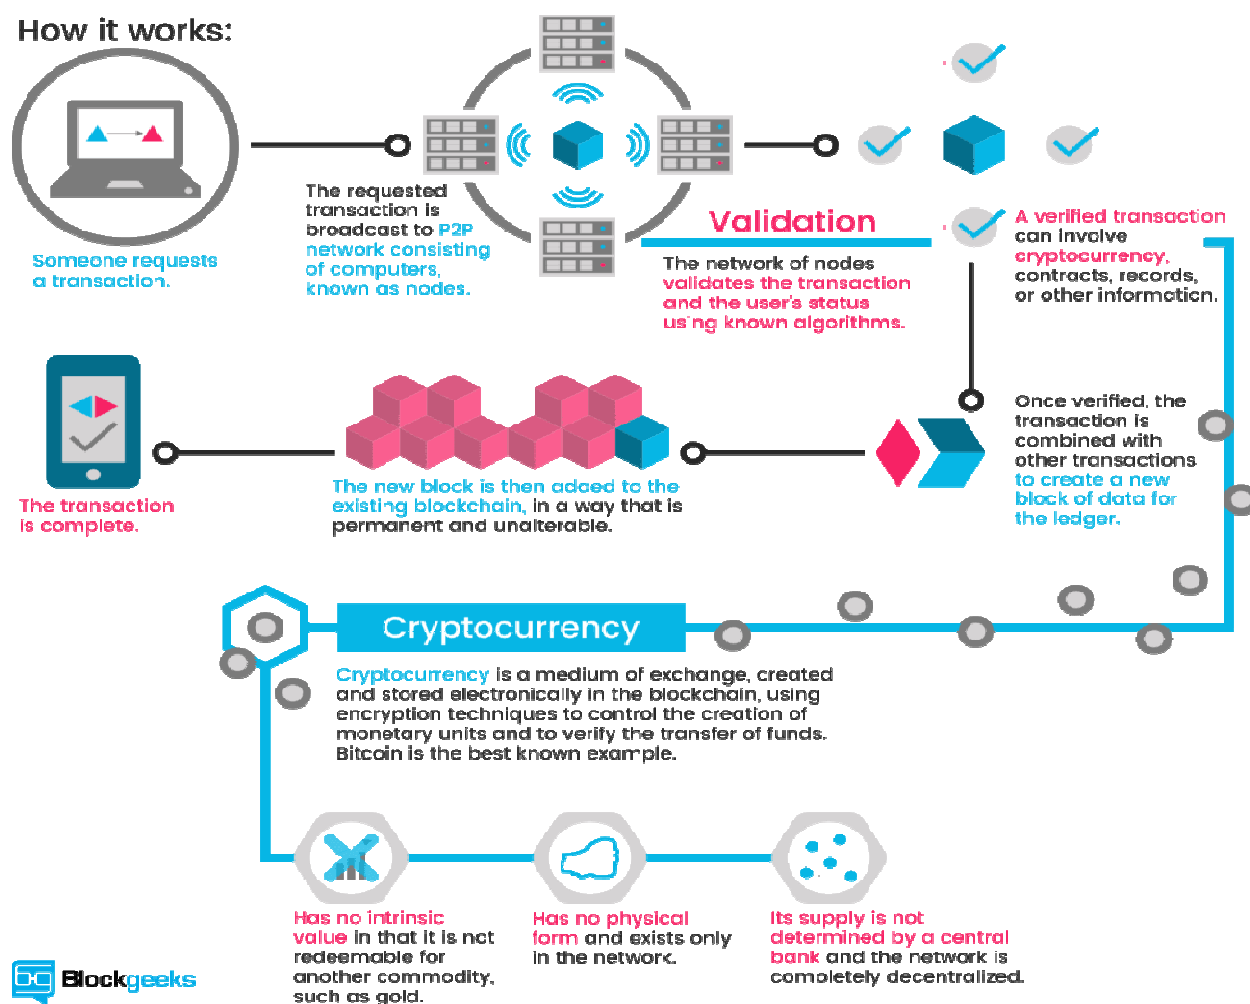 How it works:
Someone requests
a transaction.
The requested
transaction is
broadcast to P2P
network consisting
of computers,
known as nodes.
Validation
The network of nodes
validates the transaction
and the user's status
using known algorithms.
A verified transaction
can involve
cryptocurrency,
contracts, records,
or other information.
Once verified, the
transaction is
combined with
other transactions
to create a new
block of data for
the ledger.
The new block is then added to the
existing blockchain, in a way that is
permanent and unalterable.
The transaction
is complete.
Cryptocurrency
Cryptocurrency is a medium of exchange, created
and stored electronically in the blockchain, using
encryption techniques to control the creation of
monetary units and to verify the transfer of funds.
Bitcoin is the best known example.
Has no intrinsic
value in that it is not
redeemable for
another commodity,
such as gold.
Has no physical
form and exists only
in the network.
Its supply is not
determined by a central
bank and the network is
completely decentralized.
Blockgeeks